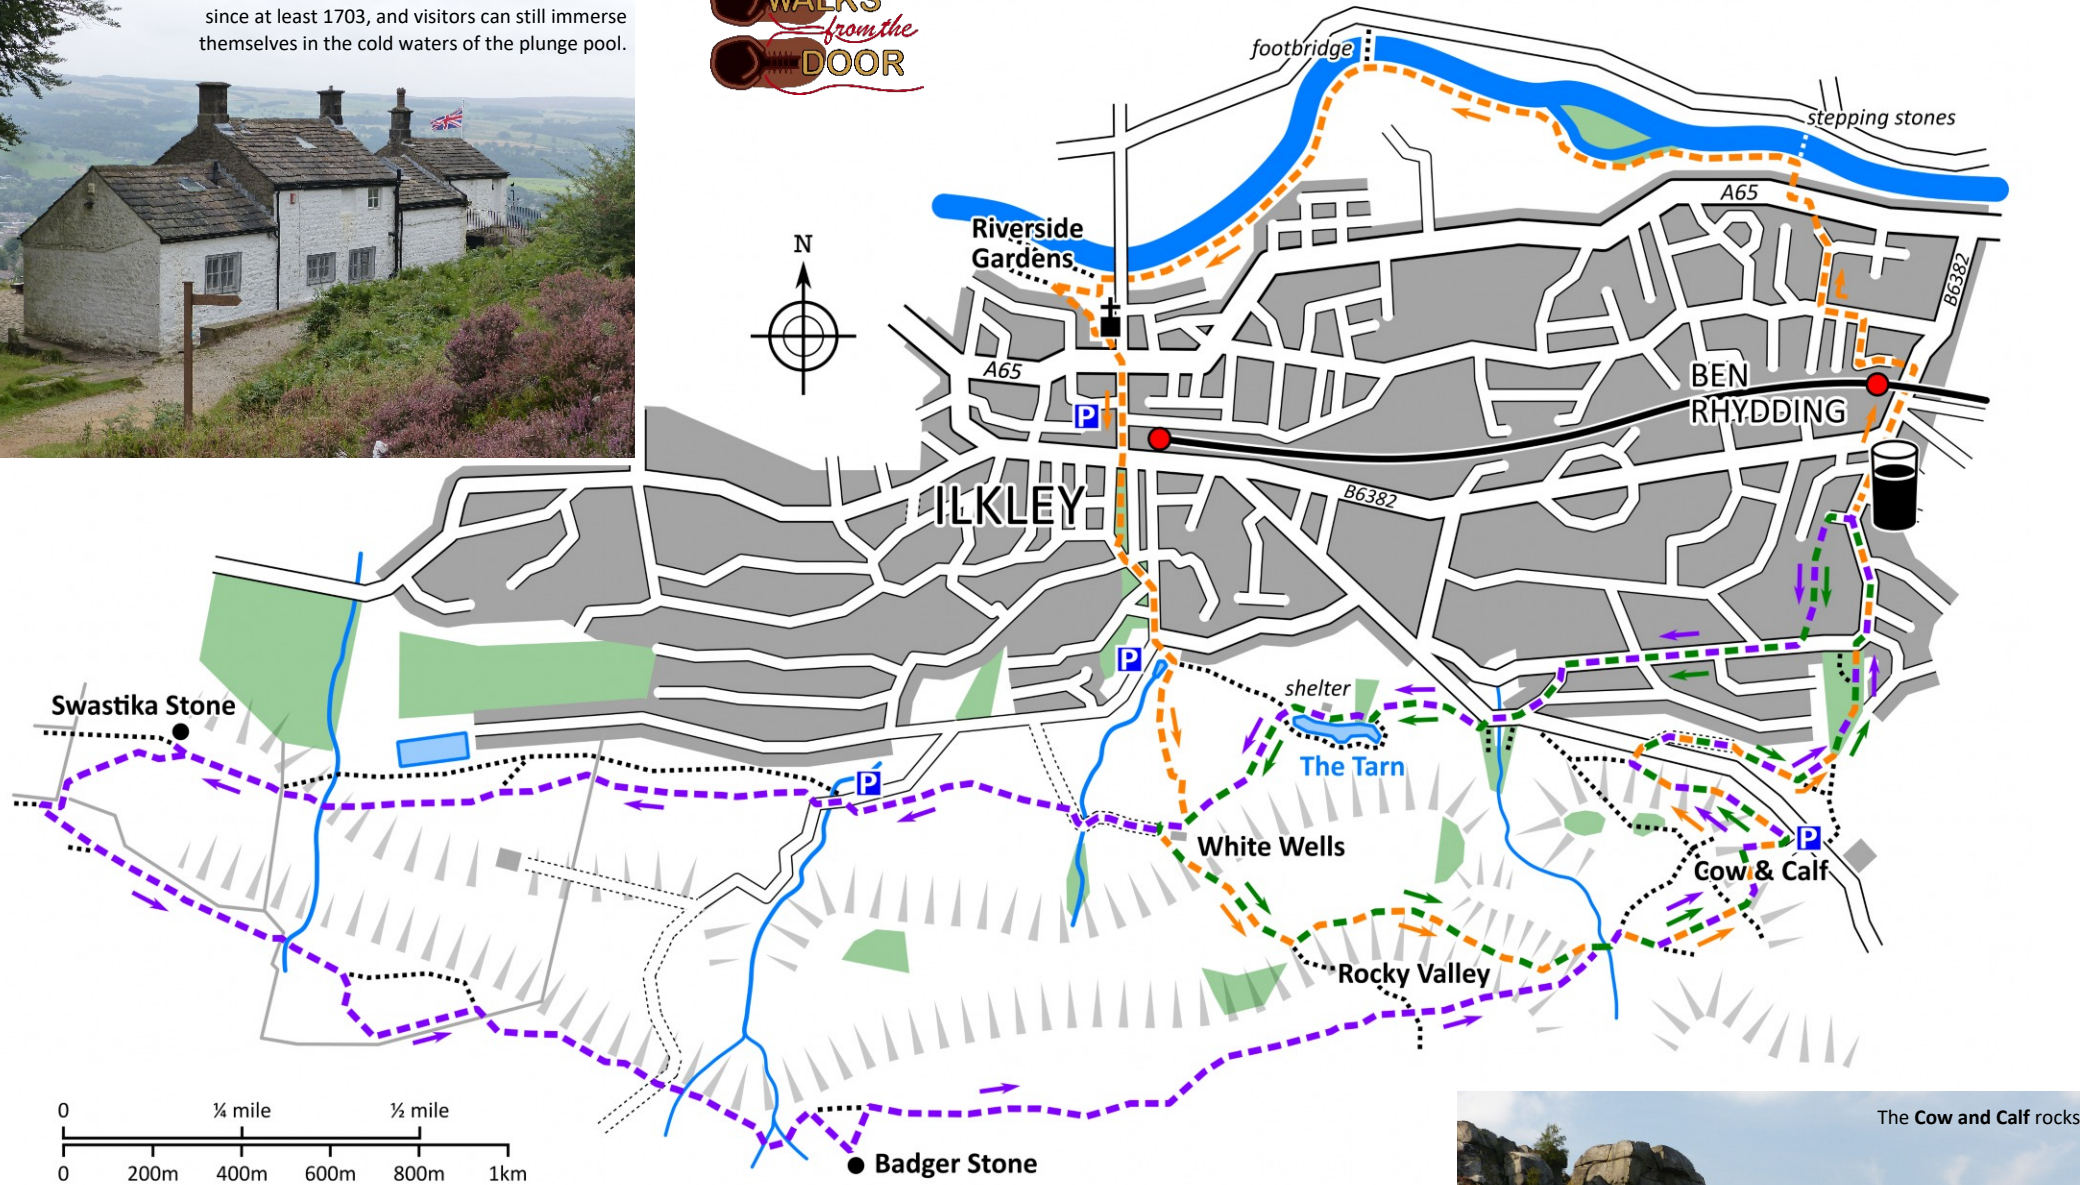 since at least 1703, and visitors can still immerse
themselves in the cold waters of the plunge pool.
WALKS
from the
DOOR
footbridge
stepping stones
A65
Riverside
Gardens
N
B6382
A65
BEN
RHYDDING
P
ILKLEY
B6382
P
shelter
Swastika Stone
The Tarn
P
White Wells
P
Cow & Calf
Rocky Valley
Badger Stone
0 ¼ mile ½ mile
0 200m 400m 600m 800m 1km
The Cow and Calf rocks